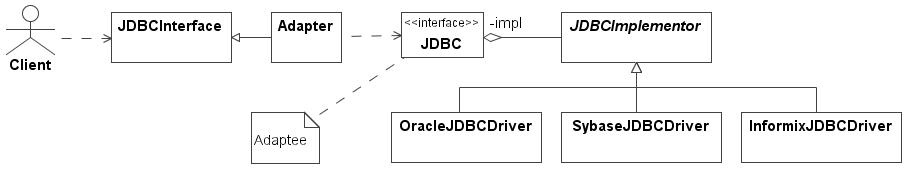 Client
JDBCInterface
Adapter
<<interface>>
JDBC
-impl
JDBCImplementor
Adaptee
OracleJDBCDriver
SybaseJDBCDriver
InformixJDBCDriver